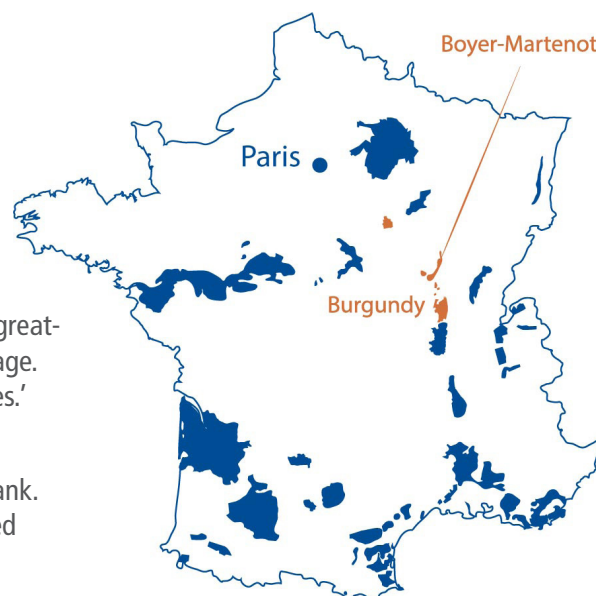 Boyer-Martenot
Paris
Burgundy
great-
age.
es.'
ank.
ed